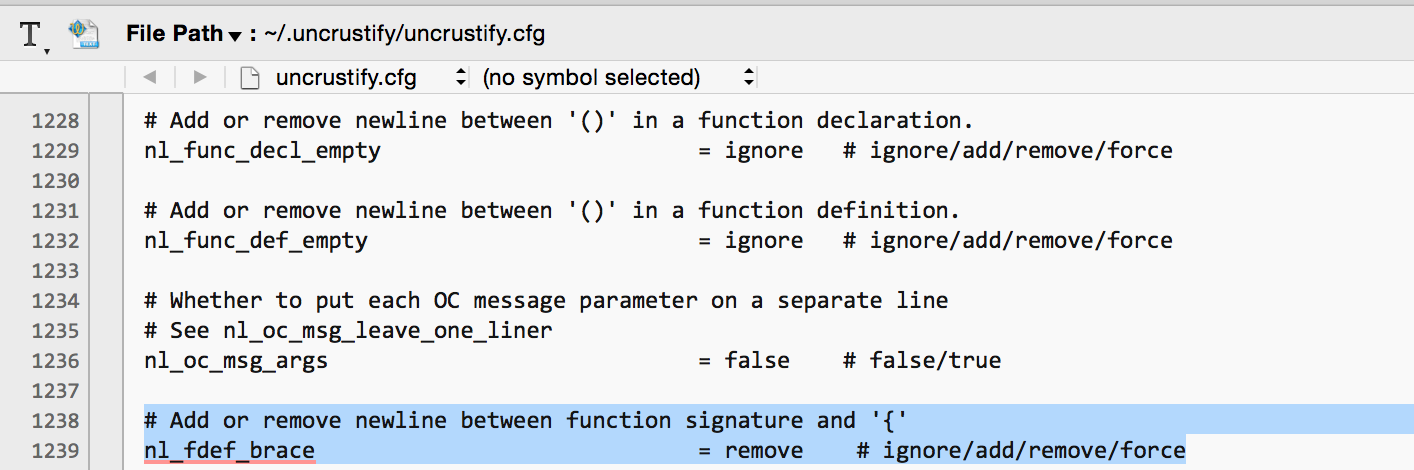 T File Path ▾ : ~/.uncrustify/uncrustify.cfg
uncrustify.cfg (no symbol selected)
1228 # Add or remove newline between '()' in a function declaration.
1229 nl_func_decl_empty = ignore # ignore/add/remove/force
1230
1231 # Add or remove newline between '()' in a function definition.
1232 nl_func_def_empty = ignore # ignore/add/remove/force
1233
1234 # Whether to put each OC message parameter on a separate line
1235 # See nl_oc_msg_leave_one_liner
1236 nl_oc_msg_args = false # false/true
1237
1238 # Add or remove newline between function signature and '{'
1239 nl_fdef_brace = remove # ignore/add/remove/force